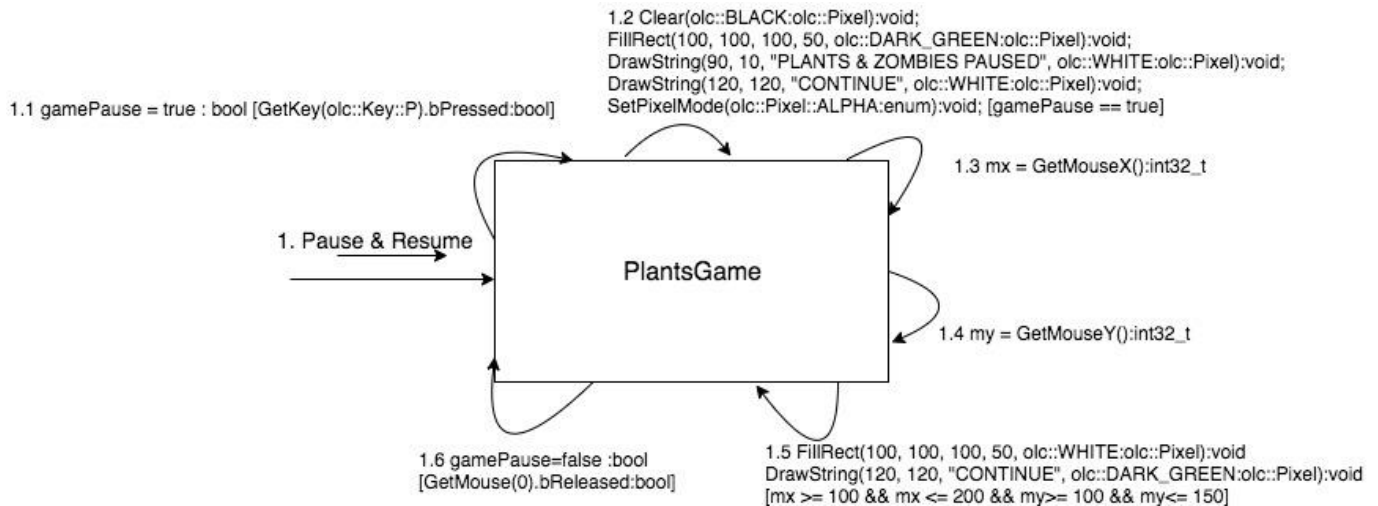 1.2 Clear(olc::BLACK:olc::Pixel):void;
FillRect(100, 100, 100, 50, olc::DARK_GREEN:olc::Pixel):void;
DrawString(90, 10, "PLANTS & ZOMBIES PAUSED", olc::WHITE:olc::Pixel):void;
DrawString(120, 120, "CONTINUE", olc::WHITE:olc::Pixel):void;
SetPixelMode(olc::Pixel::ALPHA:enum):void; [gamePause == true]
1.1 gamePause = true : bool [GetKey(olc::Key::P).bPressed:bool]
1.3 mx = GetMouseX():int32_t
1. Pause & Resume
PlantsGame
1.4 my = GetMouseY():int32_t
1.6 gamePause=false :bool
[GetMouse(0).bReleased:bool]
1.5 FillRect(100, 100, 100, 50, olc::WHITE:olc::Pixel):void
DrawString(120, 120, "CONTINUE", olc::DARK_GREEN:olc::Pixel):void
[mx >= 100 && mx <= 200 && my>= 100 && my<= 150]